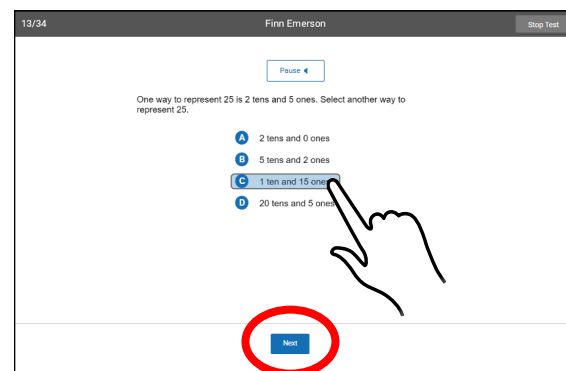 13/34
Finn Emerson
Stop Test
Pause
One way to represent 25 is 2 tens and 5 ones. Select another way to
represent 25.
A 2 tens and 0 ones
B 5 tens and 2 ones
C 1 ten and 15 ones
D 20 tens and 5 ones
Next